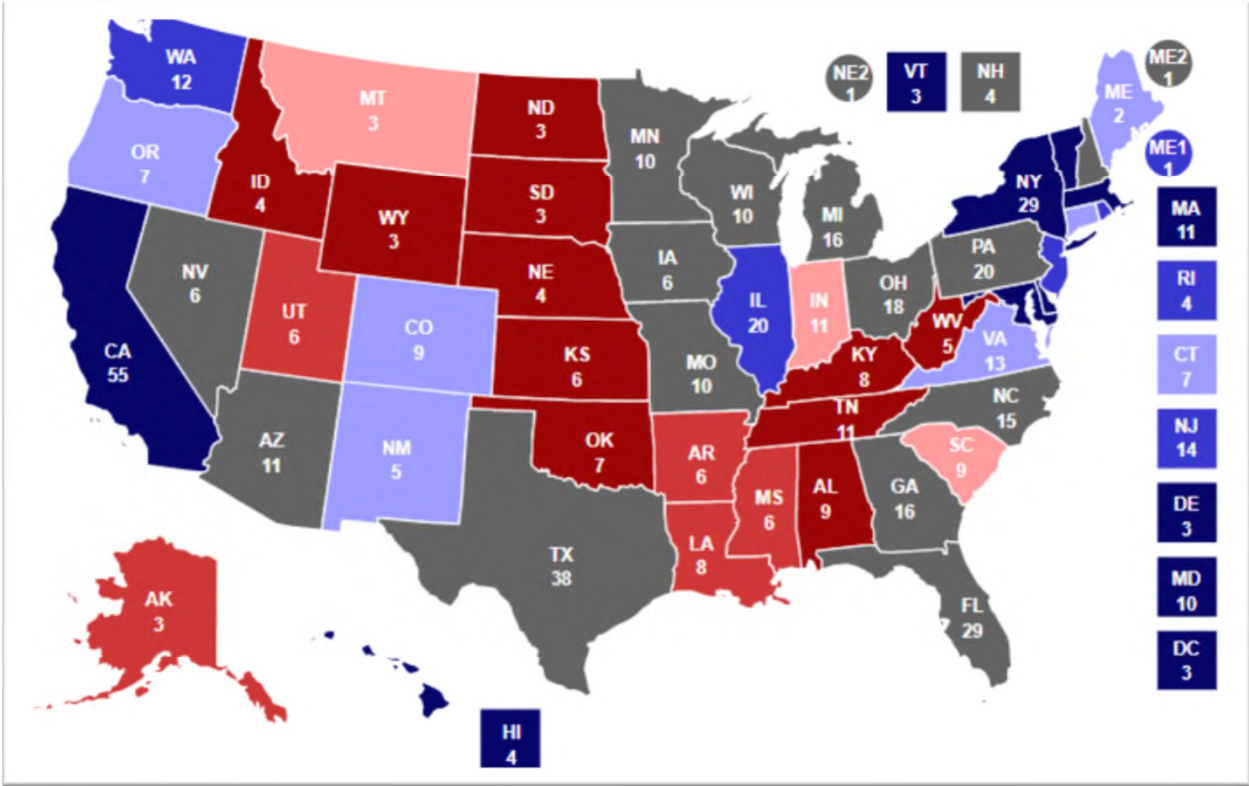 WA
12
OR
7
CA
55
NV
6
ID
4
MT
3
WY
3
UT
6
CO
9
AZ
11
NM
5
ND
3
SD
3
NE
4
KS
6
OK
7
TX
38
MN
10
IA
6
MO
10
AR
6
LA
8
WI
10
IL
20
MI
16
IN
11
OH
18
KY
8
TN
11
MS
6
AL
9
GA
16
FL
29
SC
9
NC
15
VA
13
WV
5
PA
20
NY
29
ME
2
AK
3
HI
4
NE2
1
VT
3
NH
4
ME2
1
ME1
1
MA
11
RI
4
CT
7
NJ
14
DE
3
MD
10
DC
3